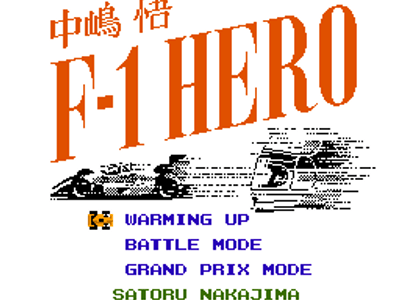 中嶋 悟
F-1 HERO
WARMING UP
BATTLE MODE
GRAND PRIX MODE
SATORU NAKAJIMA